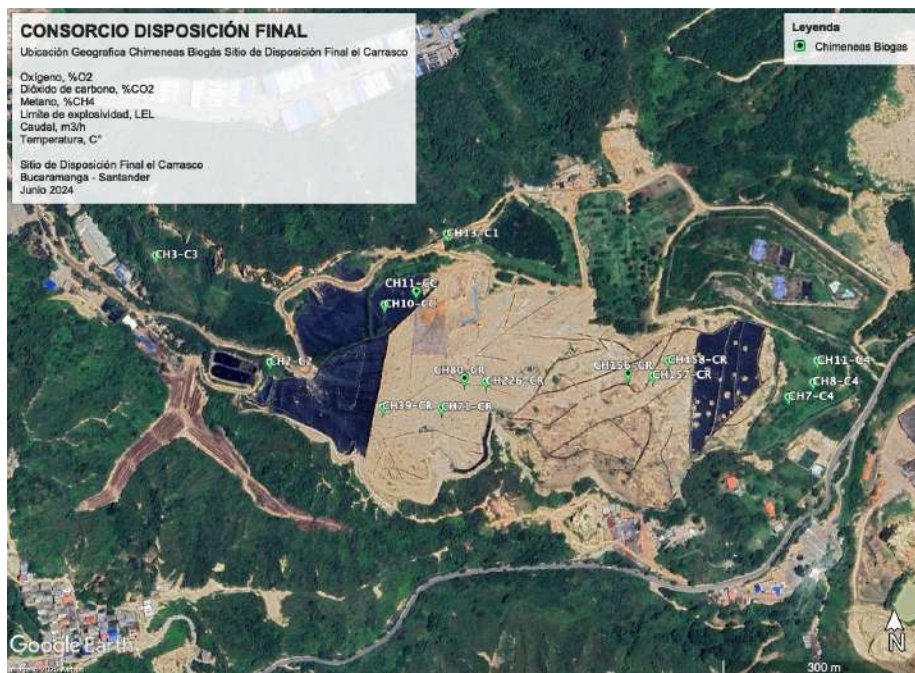 CONSORCIO DISPOSICIÓN FINAL
Ubicación Geografica Chimeneas Biogás Sitio de Disposición Final el Carrasco
Oxígeno, %O2
Dióxido de carbono, %CO2
Metano, %CH4
Limite de explosividad, LEL
Caudal, m3/h
Temperatura, C°
Sitio de Disposición Final el Carrasco
Bucaramanga - Santander
Junio 2024
Leyenda
Chimeneas Biogas
CH13-C1
CH3-C3
CH11-CC
CH10-CC
CH2-C2
CH156-CR
CH158-CR
CH11-C4
CH80-CR
CH226-CR
CH157-CR
CH8-C4
CH7-C4
CH39-CR
CH71-CR
Google Earth
N
300 m